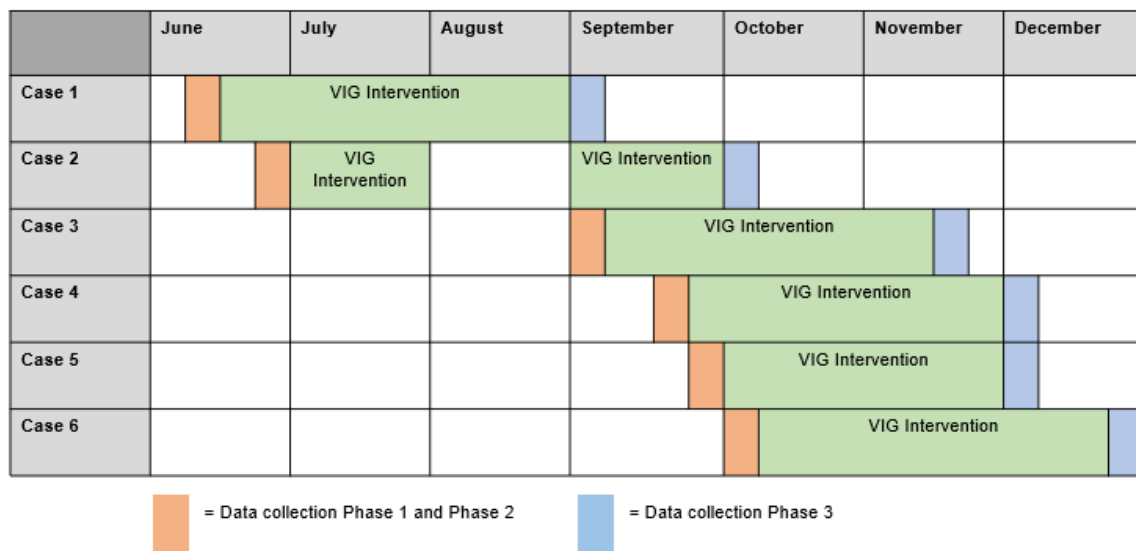 June July August September October November December
Case 1 VIG Intervention
Case 2 VIG Intervention VIG Intervention
Case 3 VIG Intervention
Case 4 VIG Intervention
Case 5 VIG Intervention
Case 6 VIG Intervention
= Data collection Phase 1 and Phase 2 = Data collection Phase 3